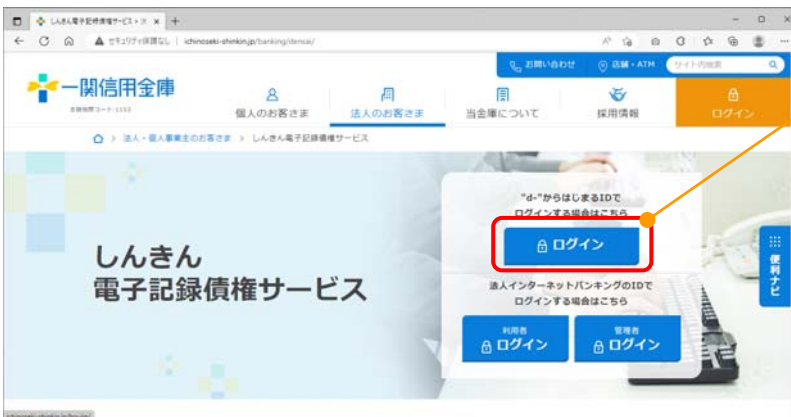 しんきん電子記録債権サービス
セキュリティ保護なし | ichinoseki-shinkin.jp/banking/densai/
お問い合わせ
店舗・ATM
サイト内検索
一関信用金庫
金融機関コード:1153
個人のお客さま
法人のお客さま
当金庫について
採用情報
ログイン
法人・個人事業主のお客さま > しんきん電子記録債権サービス
"d-"からはじまるIDで
ログインする場合はこちら
ログイン
しんきん
電子記録債権サービス
法人インターネットバンキングのIDで
ログインする場合はこちら
利用者
ログイン
管理者
ログイン
便利ナビ